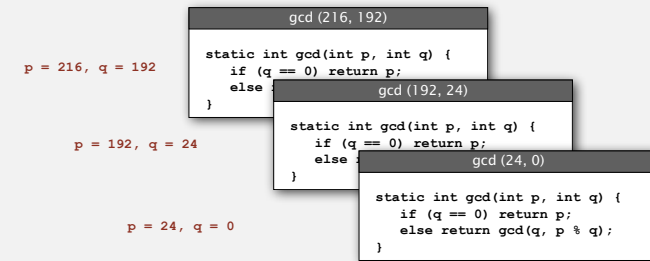 gcd (216, 192)
p = 216, q = 192
static int gcd(int p, int q) {
if (q == 0) return p;
else
}
gcd (192, 24)
p = 192, q = 24
static int gcd(int p, int q) {
if (q == 0) return p;
else
}
gcd (24, 0)
p = 24, q = 0
static int gcd(int p, int q) {
if (q == 0) return p;
else return gcd(q, p % q);
}